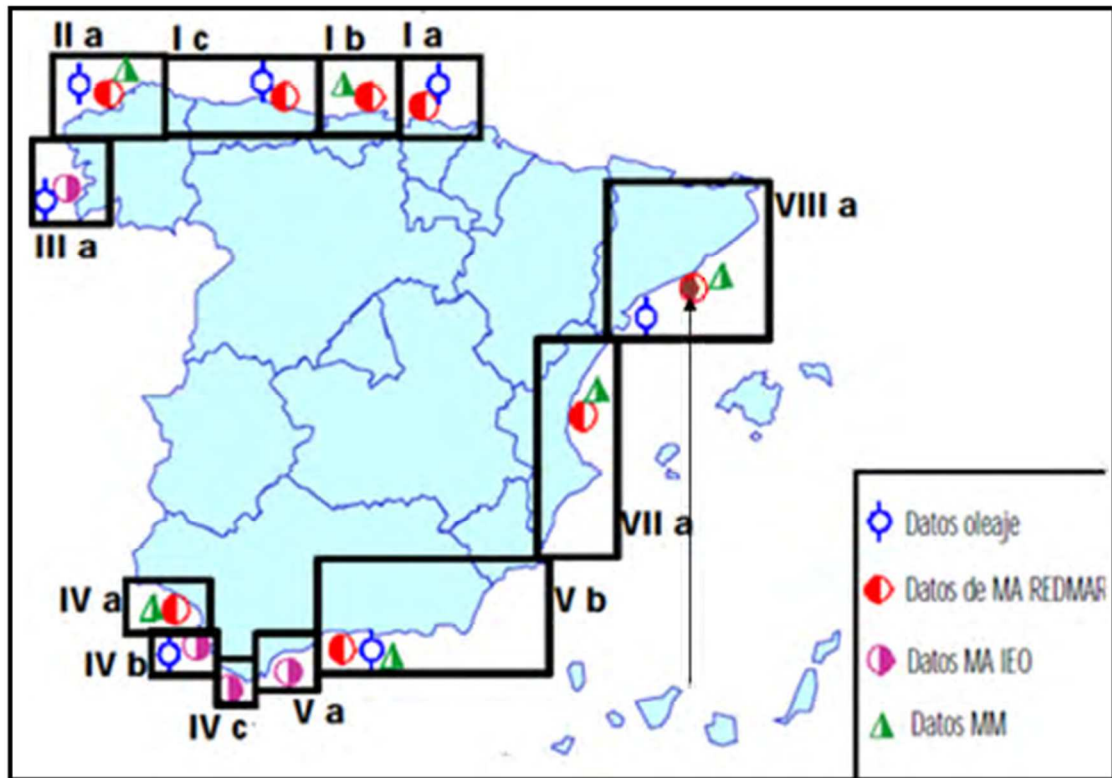 II a
I c
I b
I a
III a
VIII a
VII a
IV a
V b
IV b
IV c
V a
Datos oleaje
Datos de MA REDMAR
Datos MA IEO
Datos MM